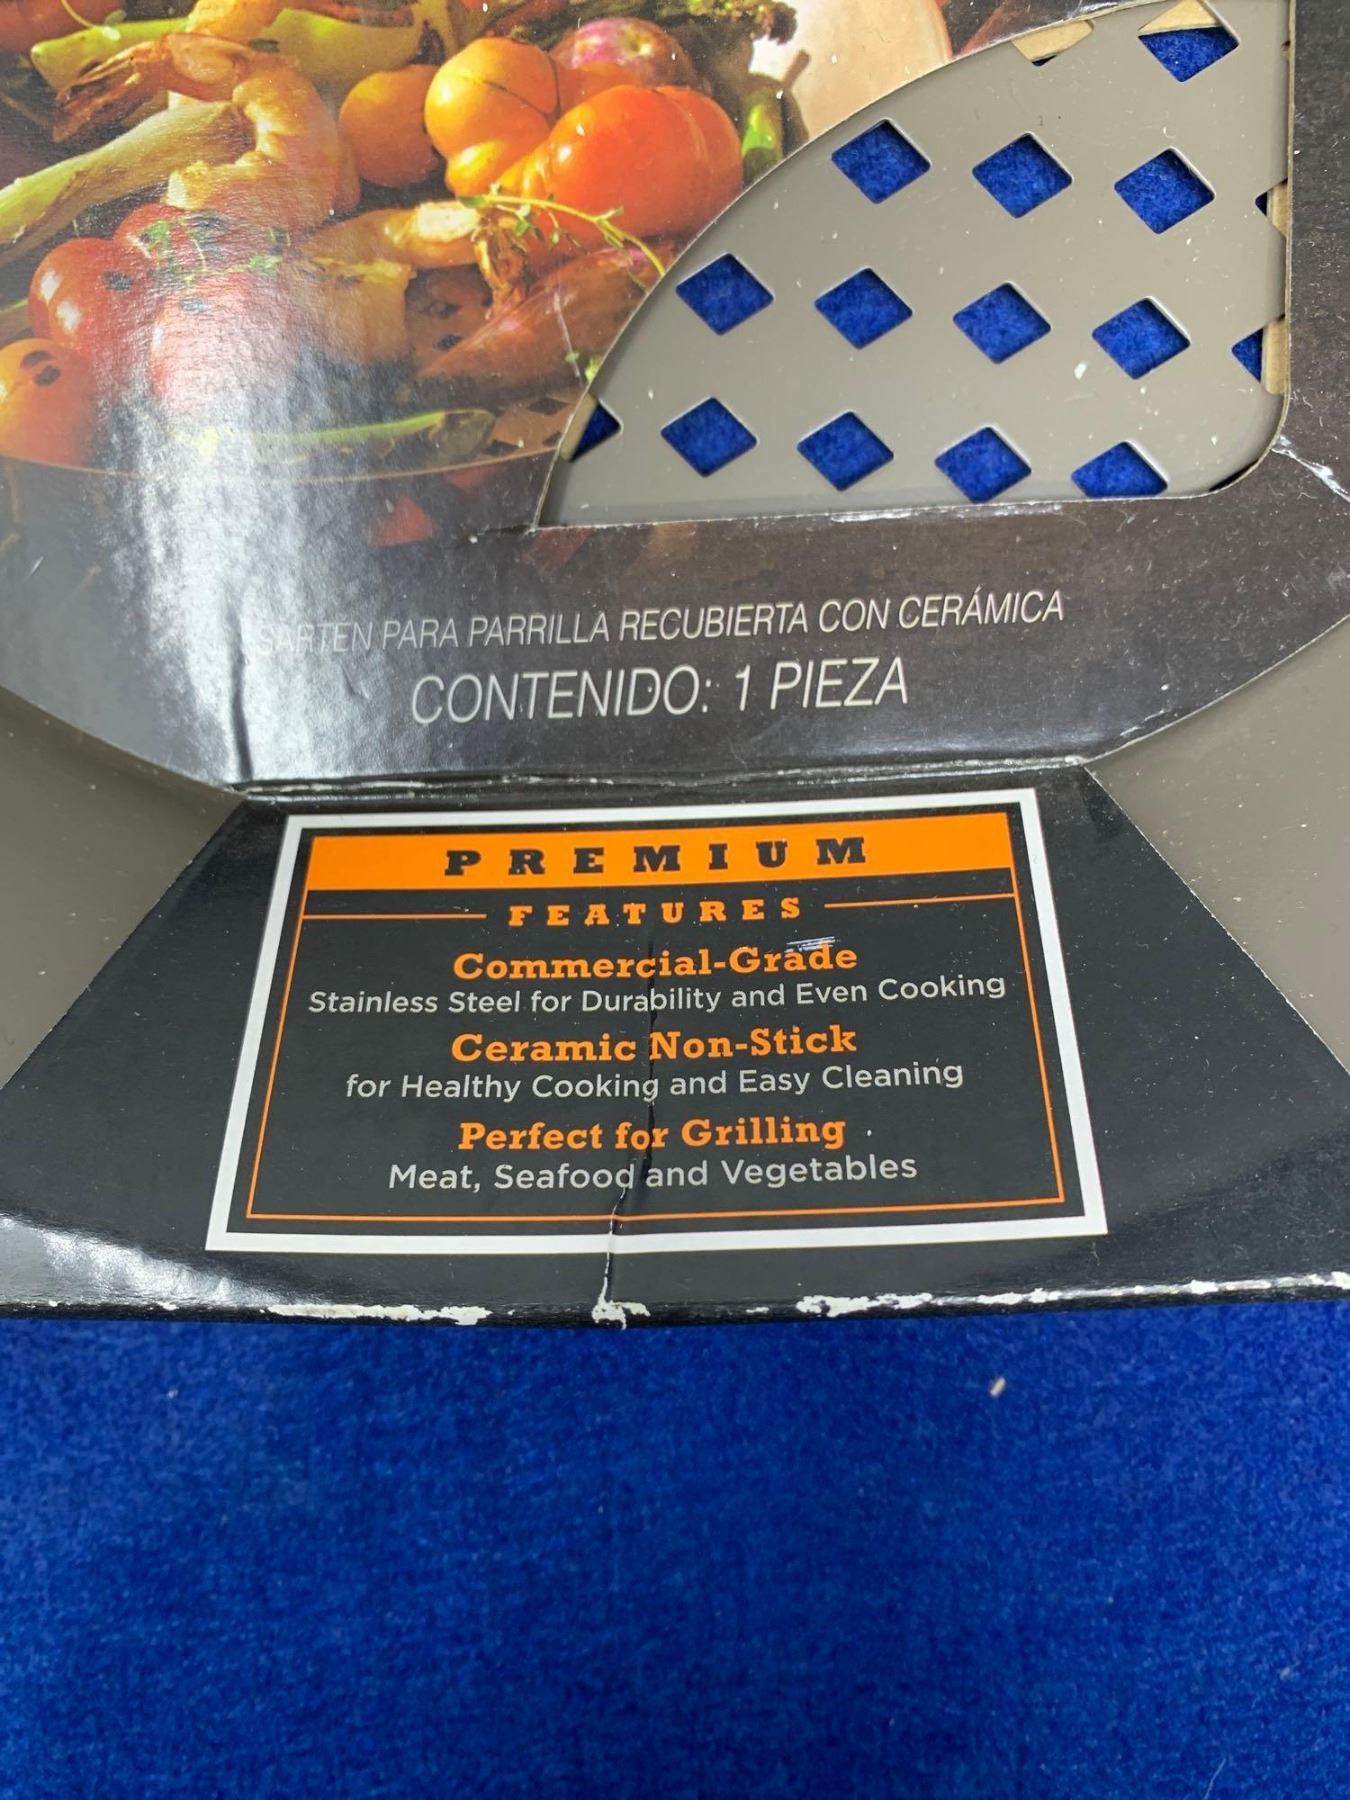 SARTEN PARA PARRILLA RECUBIERTA CON CERÁMICA
CONTENIDO: 1 PIEZA
PREMIUM
FEATURES
Commercial-Grade
Stainless Steel for Durability and Even Cooking
Ceramic Non-Stick
for Healthy Cooking and Easy Cleaning
Perfect for Grilling
Meat, Seafood and Vegetables